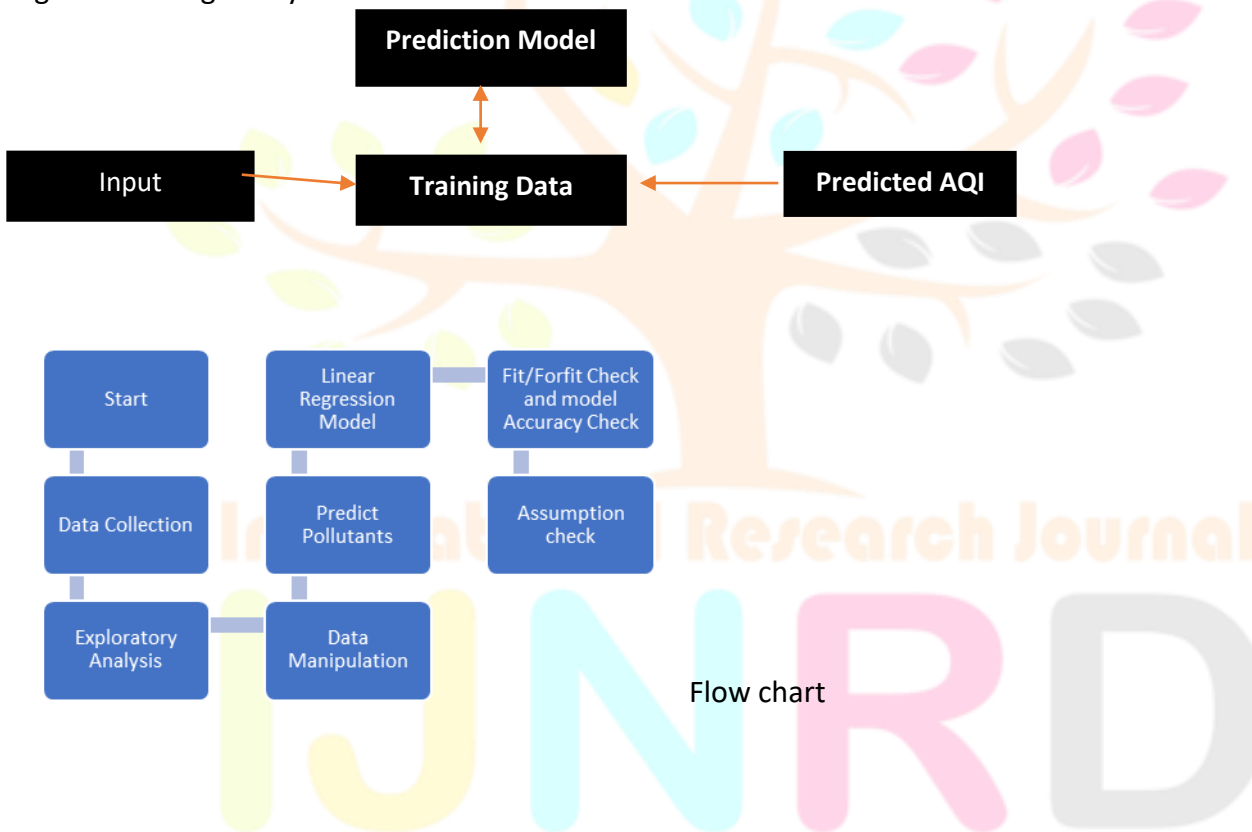 Prediction Model
Input
Training Data
Predicted AQI
Start
Data Collection
Exploratory
Analysis
Data
Manipulation
Predict
Pollutants
Linear
Regression
Model
Fit/Forfit Check
and model
Accuracy Check
Assumption
check
Research Journal
Flow chart
IJNRD